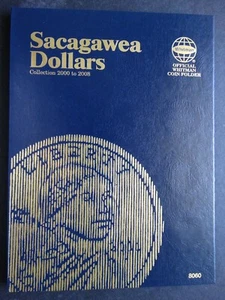 Sacagawea
Dollars
Collection 2000 to 2008
OFFICIAL
WHITMAN
COIN FOLDER
LIBERTY
8060